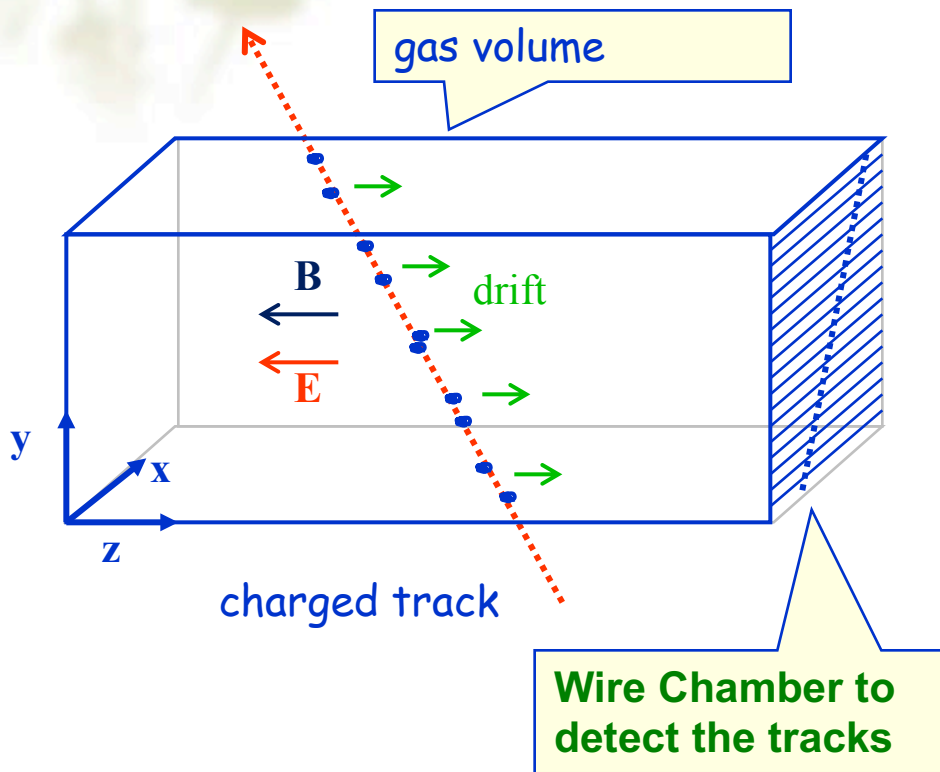 gas volume
B
drift
E
y
x
z
charged track
Wire Chamber to
detect the tracks